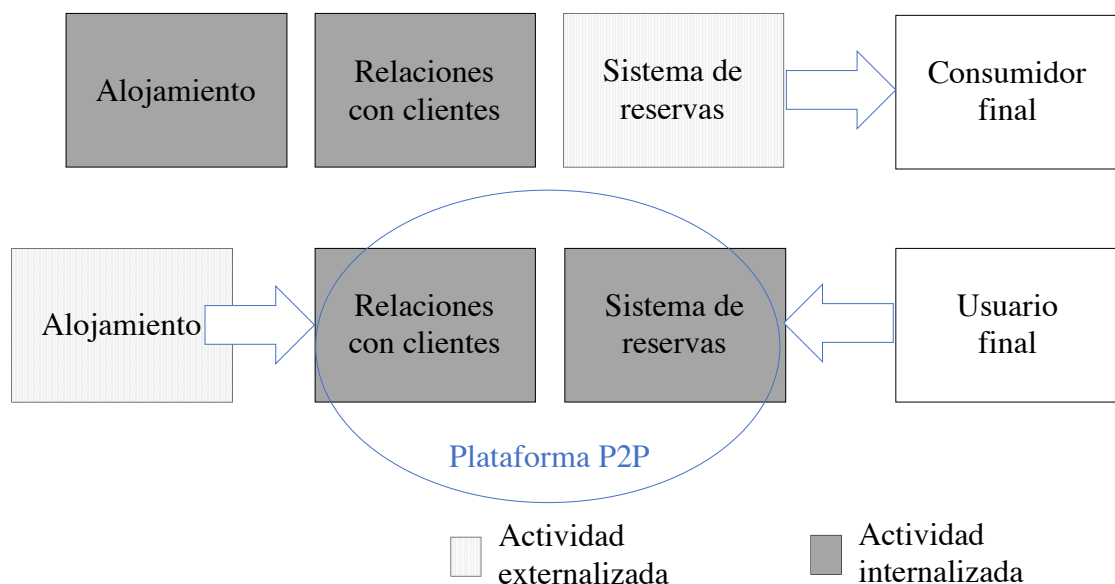 Alojamiento
Relaciones
con clientes
Sistema de
reservas
Consumidor
final
Alojamiento
Relaciones
con clientes
Sistema de
reservas
Usuario
final
Plataforma P2P
Actividad
externalizada
Actividad
internalizada